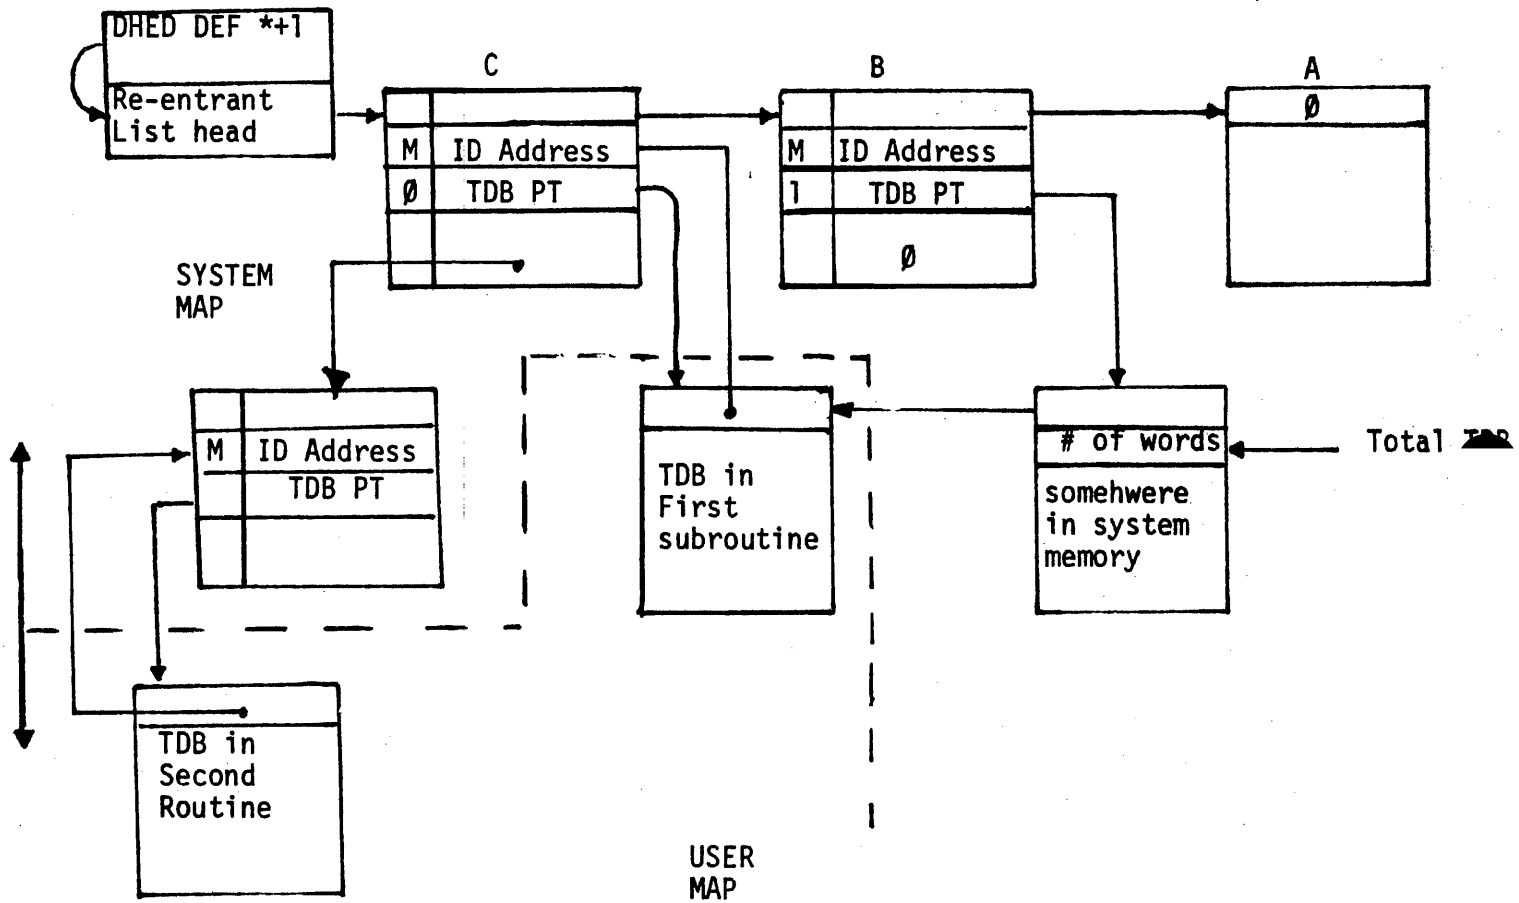 DHED DEF *+1
Re-entrant
List head
C
M ID Address
Ø TDB PT
B
M ID Address
1 TDB PT
Ø
A
Ø
SYSTEM
MAP
M ID Address
TDB PT
TDB in
First
subroutine
# of words
somehwere
in system
memory
Total
TDB in
Second
Routine
USER
MAP